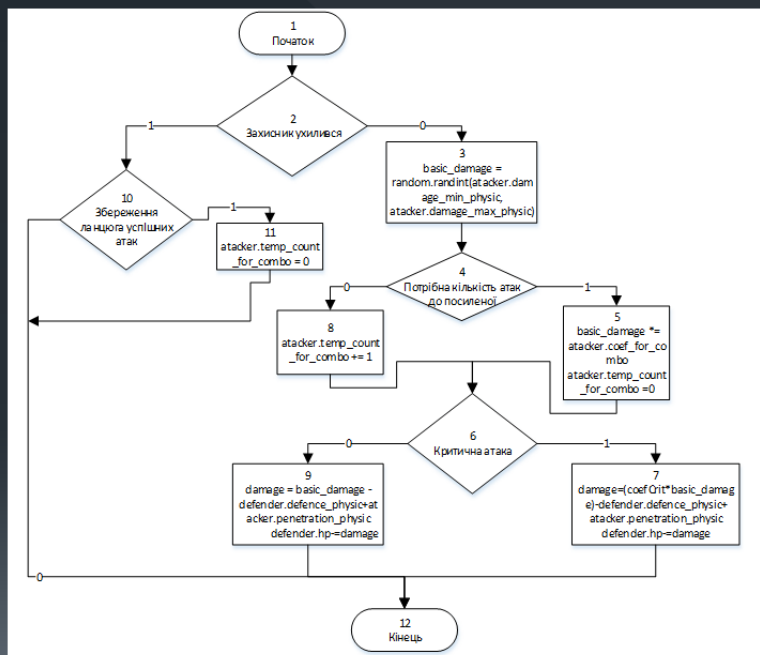 1
Початок
2
Захисник ухилився
1
0
3
basic_damage =
random.randint(atacker.dam
age_min_physic,
atacker.damage_max_physic)
10
Збереження
ланцюга успішних
атак
1
11
atacker.temp_count
_for_combo = 0
4
Потрібна кількість атак
до посиленої
0
1
8
atacker.temp_count
_for_combo += 1
5
basic_damage *=
atacker.coef_for_co
mbo
atacker.temp_count
_for_combo =0
6
Критична атака
0
1
9
damage = basic_damage -
defender.defence_physic+at
acker.penetration_physic
defender.hp-=damage
7
damage=(coefCrit*basic_damag
e)-defender.defence_physic+
atacker.penetration_physic
defender.hp-=damage
0
12
Кінець